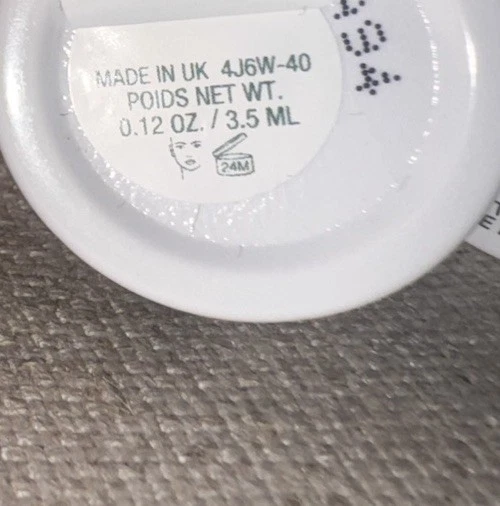 MADE IN UK 4J6W-40
POIDS NET WT.
0.12 OZ. / 3.5 ML
24M